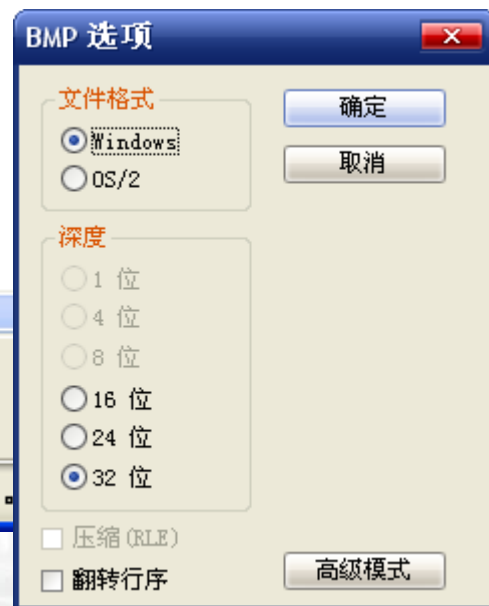 BMP 选项
文件格式
Windows
OS/2
确定
取消
深度
1 位
4 位
8 位
16 位
24 位
32 位
压缩(RLE)
翻转行序
高级模式